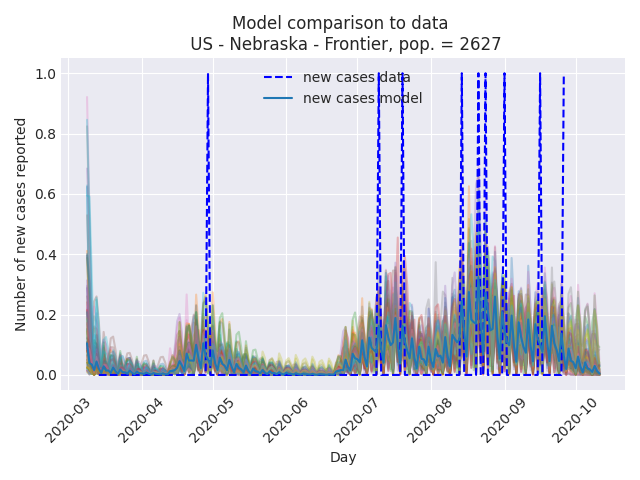 Model comparison to data
US - Nebraska - Frontier, pop. = 2627
new cases data
new cases model
Number of new cases reported
1.0
0.8
0.6
0.4
0.2
0.0
2020-03
2020-04
2020-05
2020-06
2020-07
2020-08
2020-09
2020-10
Day